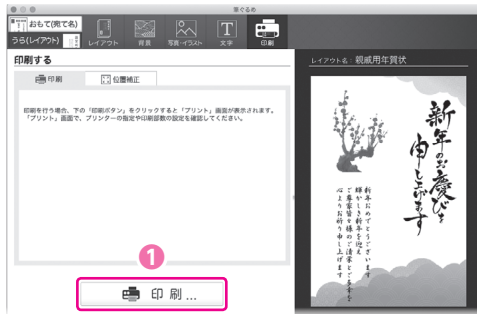 筆ぐるめ
おもて(宛て名)
うら(レイアウト)
レイアウト
背景
写真・イラスト
文字
印刷
印刷する
レイアウト名：親戚用年賀状
印刷
位置補正
印刷を行う場合、下の「印刷ボタン」をクリックすると「プリント」画面が表示されます。
「プリント」画面で、プリンターの指定や印刷部数の設定を確認してください。
新年のお慶びを
申し上げます
新年おめでとうございます
輝かしき新年を迎え
ご尊家皆々様のご清栄とご多幸を
心よりお祈り申し上げます
1
印刷...